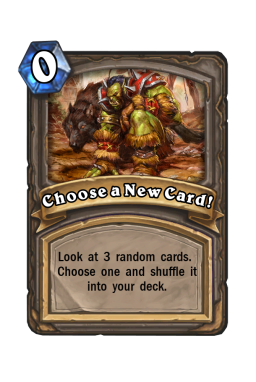 0
Choose a New Card!
Look at 3 random cards.
Choose one and shuffle it
into your deck.